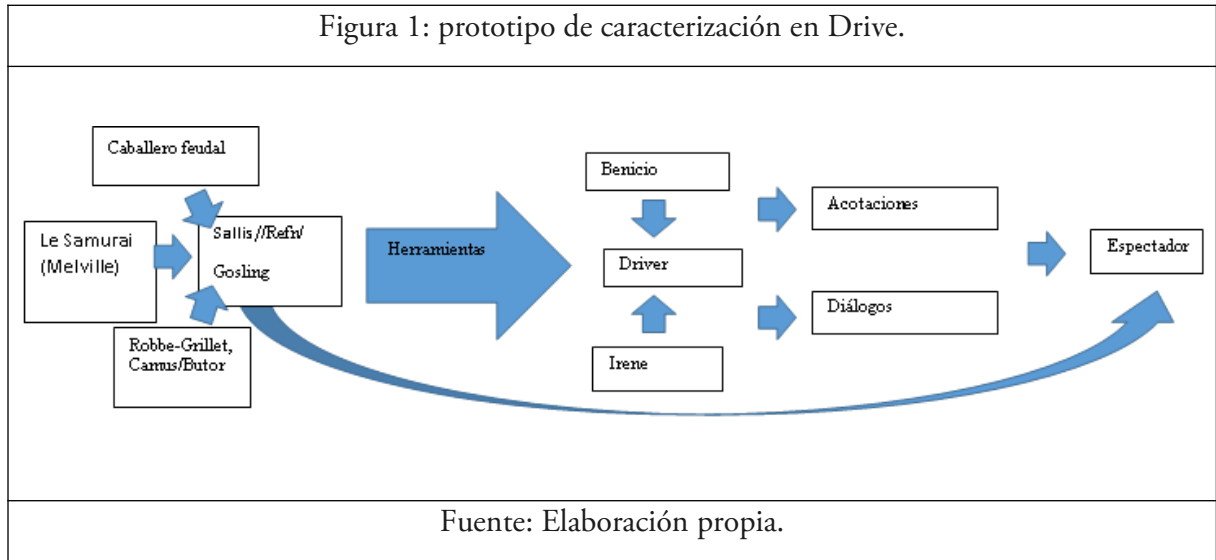 Figura 1: prototipo de caracterización en Drive.
Caballero feudal
Le Samurai
(Melville)
Sallis//Refn/
Gosling
Robbe-Grillet,
Camus/Butor
Herramientas
Benicio
Driver
Irene
Acotaciones
Diálogos
Espectador
Fuente: Elaboración propia.